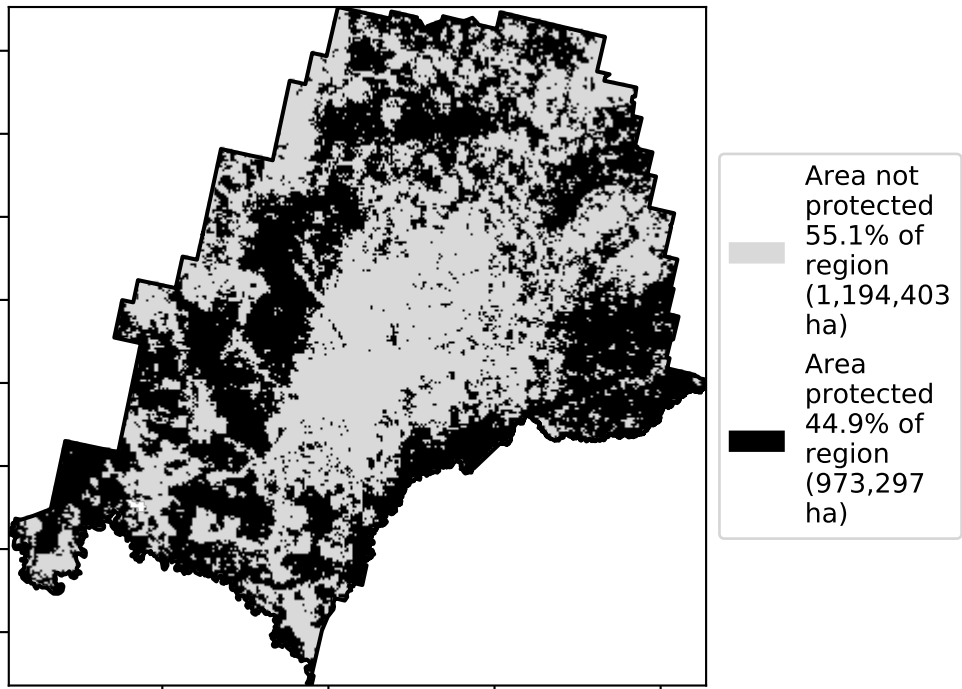 Area not
protected
55.1% of
region
(1,194,403
ha)
Area
protected
44.9% of
region
(973,297
ha)